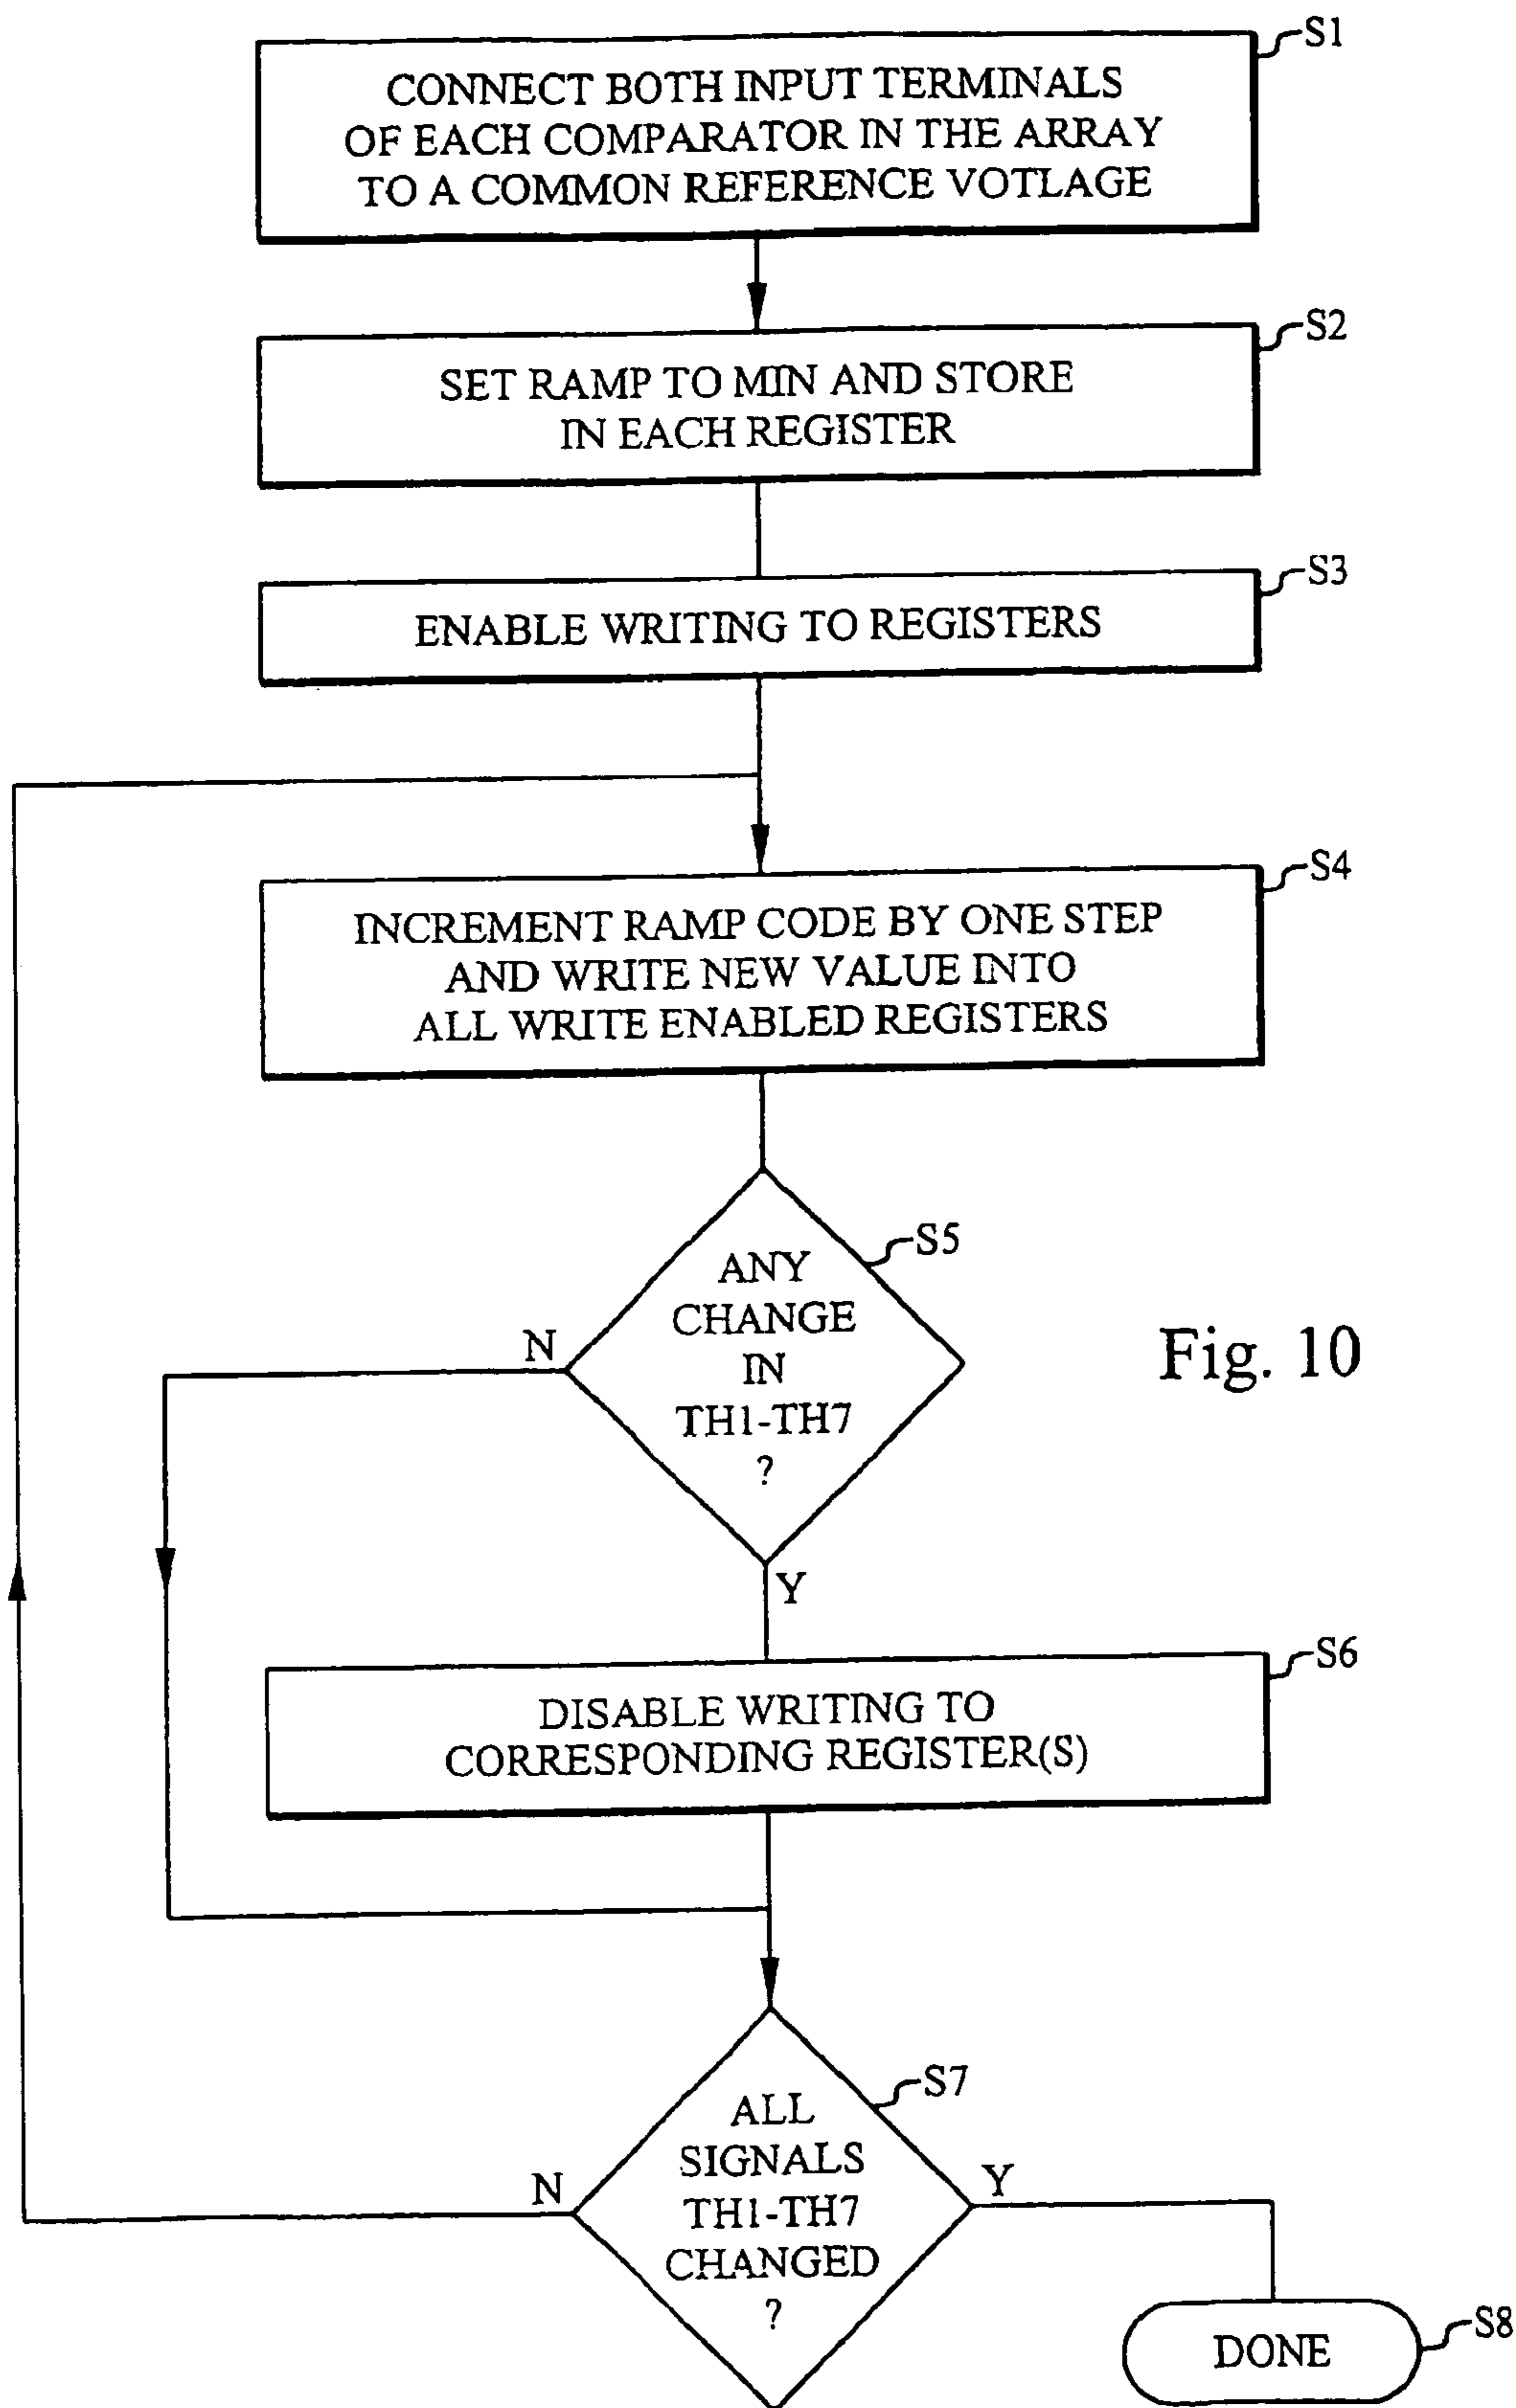 S1
CONNECT BOTH INPUT TERMINALS
OF EACH COMPARATOR IN THE ARRAY
TO A COMMON REFERENCE VOTLAGE
S2
SET RAMP TO MIN AND STORE
IN EACH REGISTER
S3
ENABLE WRITING TO REGISTERS
S4
INCREMENT RAMP CODE BY ONE STEP
AND WRITE NEW VALUE INTO
ALL WRITE ENABLED REGISTERS
S5
ANY
CHANGE
IN
TH1-TH7
?
N
Y
Fig. 10
S6
DISABLE WRITING TO
CORRESPONDING REGISTER(S)
S7
ALL
SIGNALS
TH1-TH7
CHANGED
?
N
Y
S8
DONE